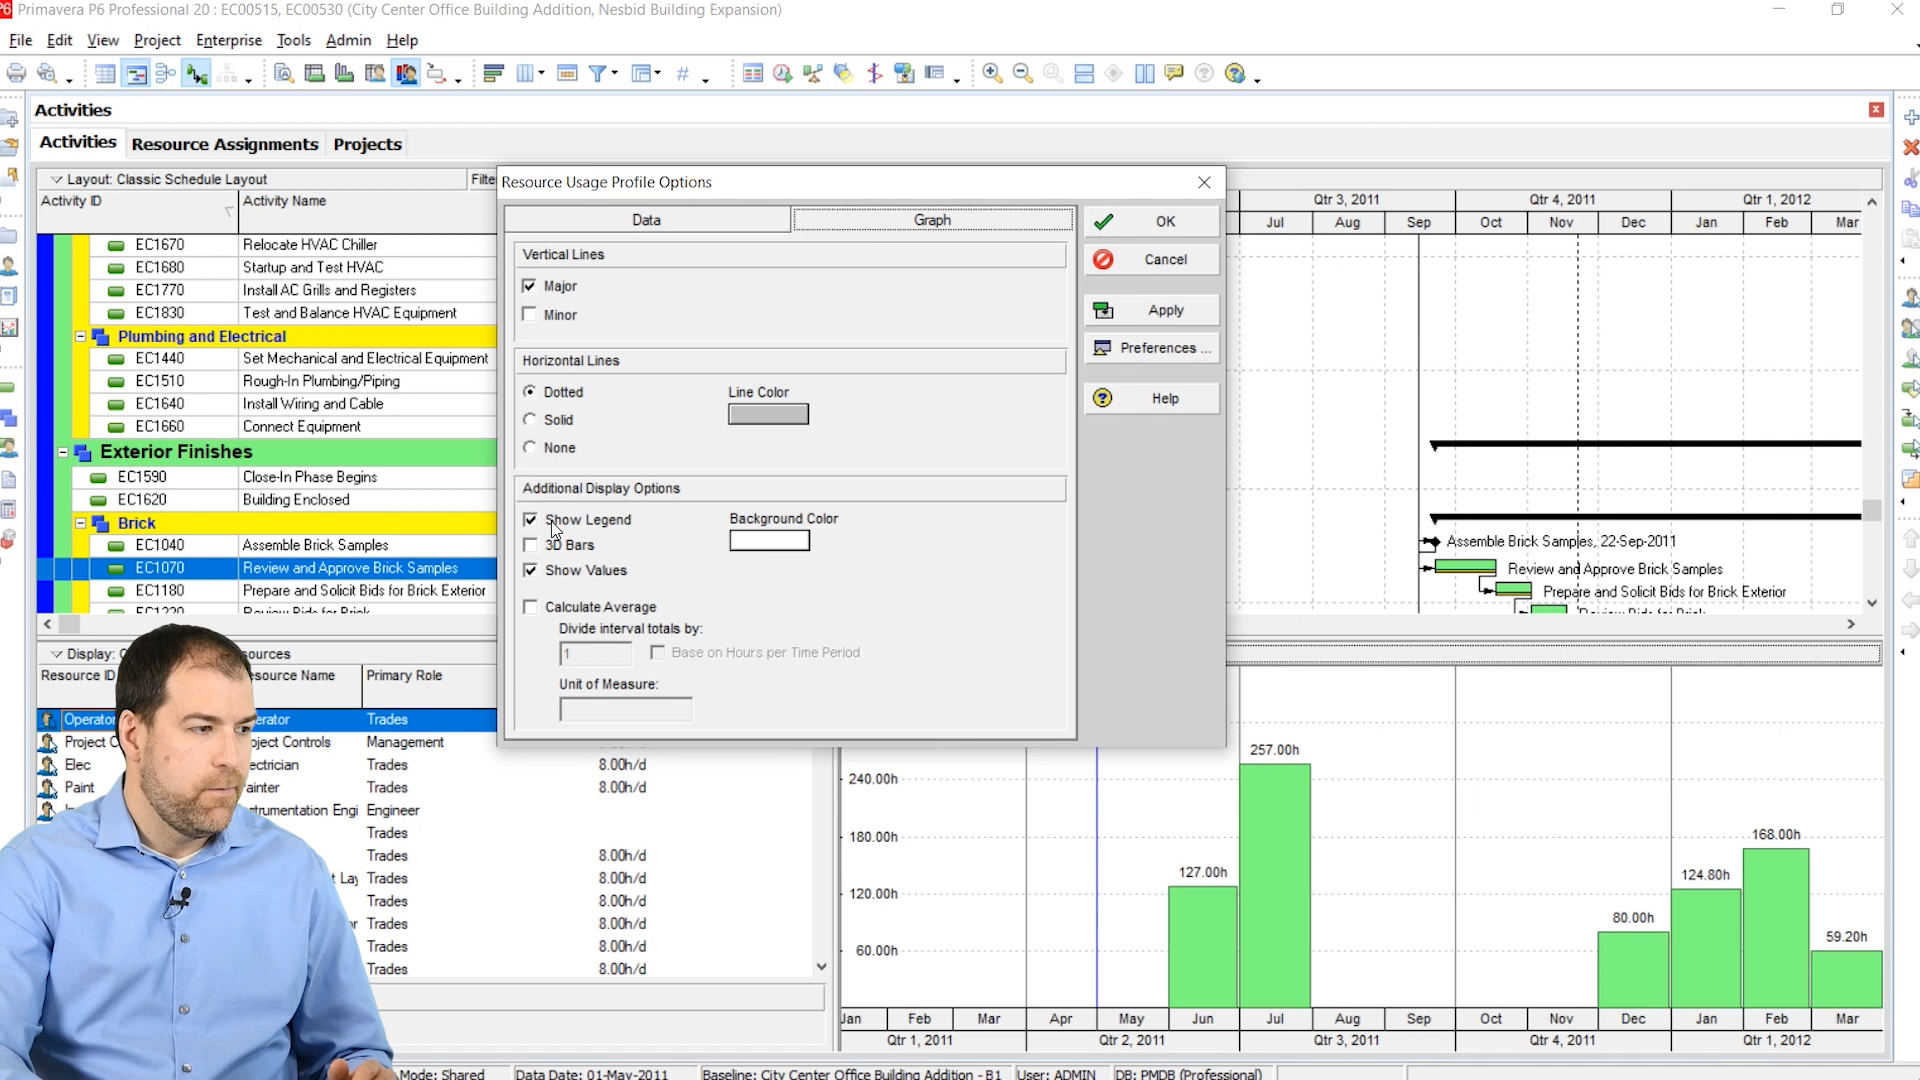 P6 Primavera P6 Professional 20 : EC00515, EC00530 (City Center Office Building Addition, Nesbid Building Expansion)
File Edit View Project Enterprise Tools Admin Help
Activities
Activities Resource Assignments Projects
Layout: Classic Schedule Layout
Activity ID Activity Name
EC1670 Relocate HVAC Chiller
EC1680 Startup and Test HVAC
EC1770 Install AC Grills and Registers
EC1830 Test and Balance HVAC Equipment
Plumbing and Electrical
EC1440 Set Mechanical and Electrical Equipment
EC1510 Rough-In Plumbing/Piping
EC1640 Install Wiring and Cable
EC1660 Connect Equipment
Exterior Finishes
EC1590 Close-In Phase Begins
EC1620 Building Enclosed
Brick
EC1040 Assemble Brick Samples
EC1070 Review and Approve Brick Samples
EC1180 Prepare and Solicit Bids for Brick Exterior
EC1220 Review Bids for Brick
Resource Usage Profile Options
Data Graph
Vertical Lines
Major
Minor
Horizontal Lines
Dotted Line Color
Solid
None
Additional Display Options
Show Legend Background Color
3D Bars
Show Values
Calculate Average
Divide interval totals by:
1 Base on Hours per Time Period
Unit of Measure:
OK
Cancel
Apply
Preferences ...
Help
Qtr 3, 2011 Qtr 4, 2011 Qtr 1, 2012
Jul Aug Sep Oct Nov Dec Jan Feb Mar
Assemble Brick Samples, 22-Sep-2011
Review and Approve Brick Samples
Prepare and Solicit Bids for Brick Exterior
Review Bids for Brick
Display:
Resource ID Primary Role
Operator Trades
Project Controls Management
Elec Trades 8.00h/d
Paint Trades 8.00h/d
Engineer
Trades
Trades 8.00h/d
Trades 8.00h/d
Trades 8.00h/d
Trades 8.00h/d
Trades 8.00h/d
Trades 8.00h/d
240.00h
180.00h
120.00h
60.00h
127.00h
257.00h
80.00h
124.80h
168.00h
59.20h
Jan Feb Mar Apr May Jun Jul Aug Sep Oct Nov Dec Jan Feb Mar
Qtr 1, 2011 Qtr 2, 2011 Qtr 3, 2011 Qtr 4, 2011 Qtr 1, 2012
Mode: Shared Data Date: 01-May-2011 Baseline: City Center Office Building Addition - B1 User: ADMIN DB: PMDB (Professional)